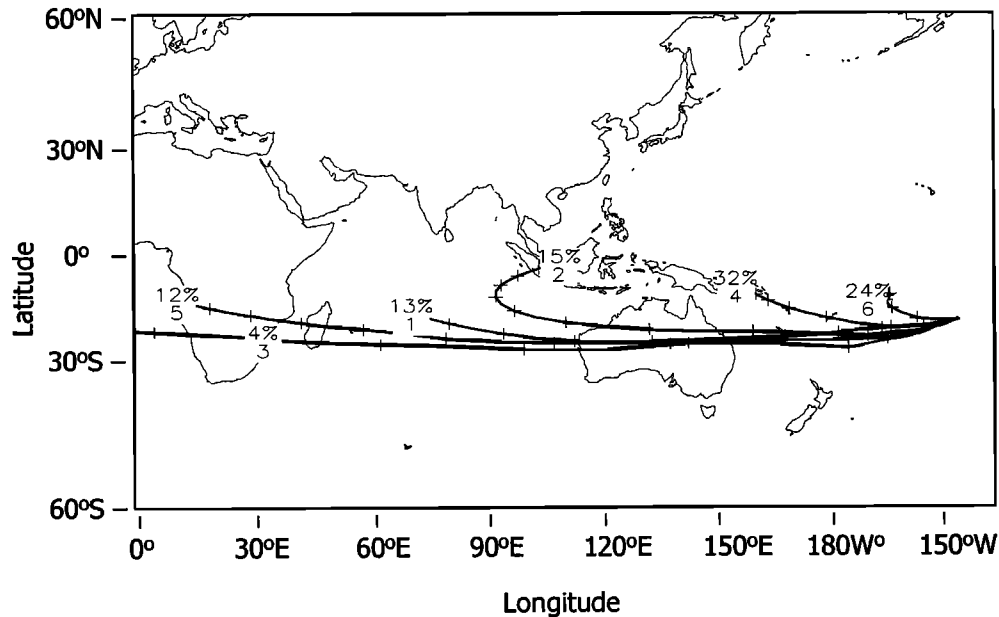 60ºN
30ºN
0º
30ºS
60ºS
Latitude
12%
5
4%
3
13%
1
15%
2
32%
4
24%
6
0º
30ºE
60ºE
90ºE
120ºE
150ºE
180Wº
150ºW
Longitude